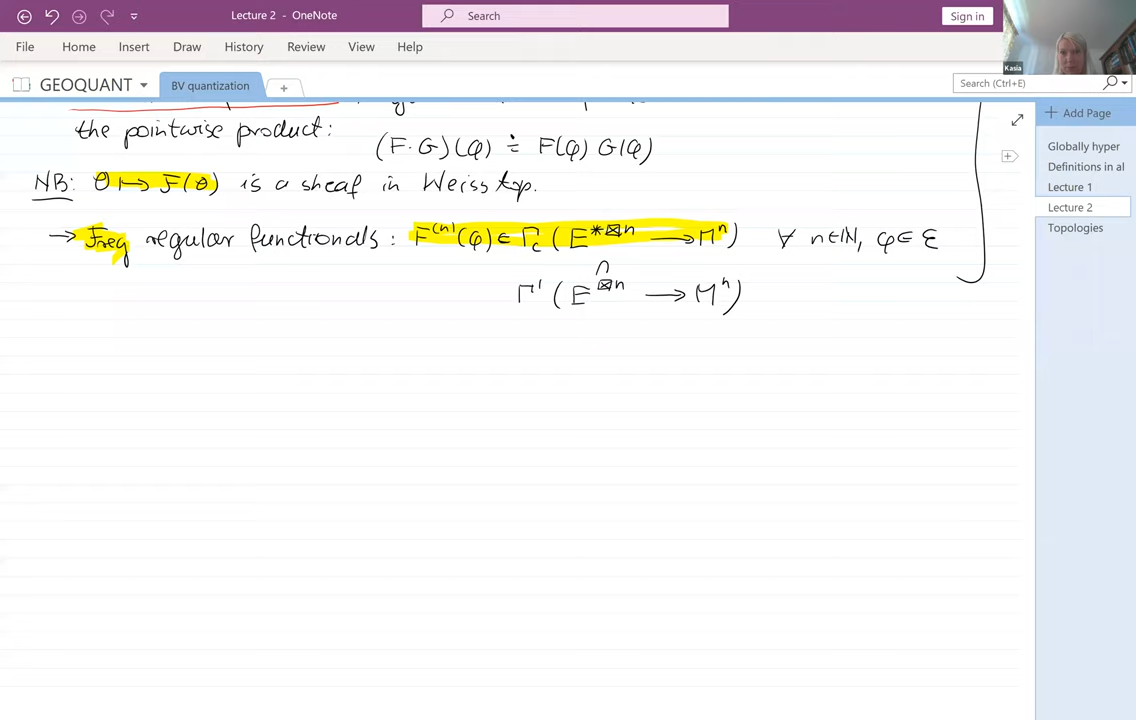 Lecture 2 - OneNote
Search
Sign in
File Home Insert Draw History Review View Help
Kasia
GEOQUANT
BV quantization
Search (Ctrl+E)
Add Page
Globally hyper
Definitions in al
Lecture 1
Lecture 2
Topologies
the pointwise product:
(F·G)(φ) ≐ F(φ) G(φ)
NB: O ↦ F(O) is a sheaf in Weiss top.
→ Freg regular functionals: F⁽ⁿ⁾(φ) ∈ Γc (E*⊠n → Mⁿ) ∀ n∈ℕ, φ∈ ℰ
∩
Γ' (E⊠n → Mⁿ)